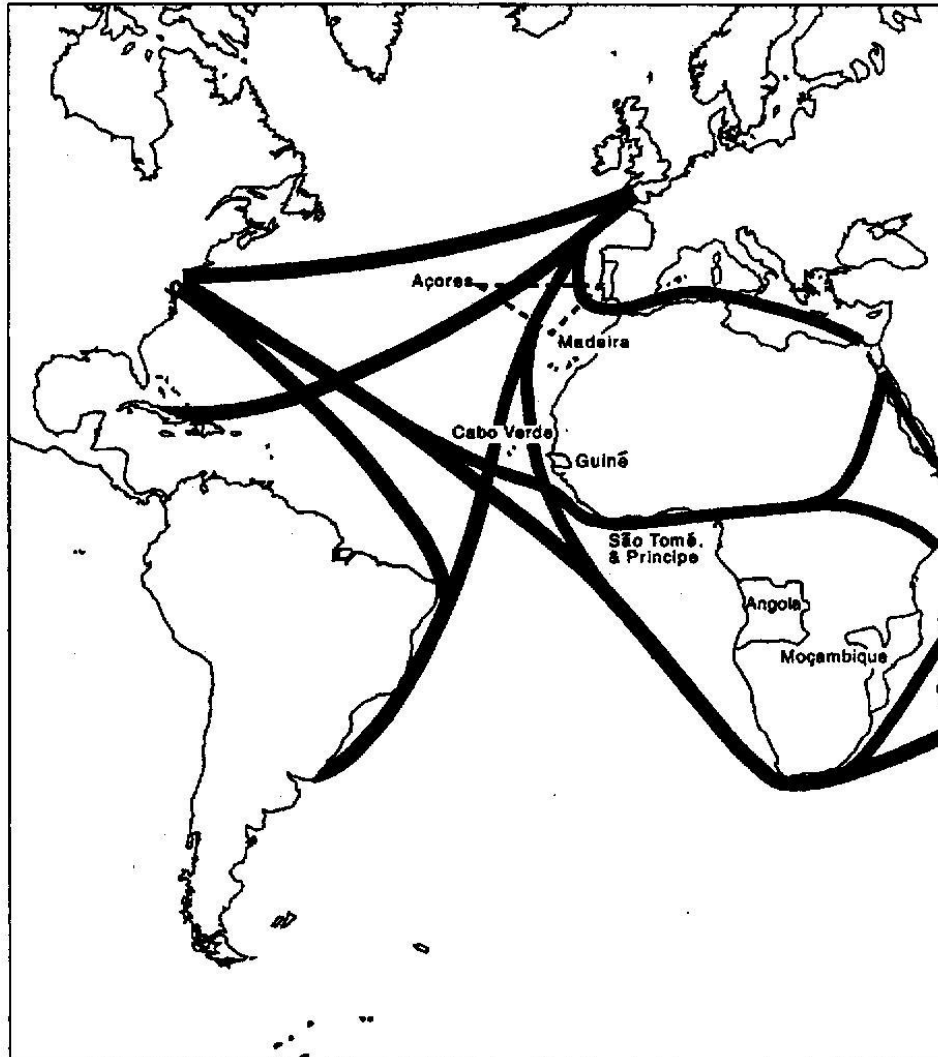 Açores
Madeira
Cabo Verde
Guiné
São Tomé,
& Principe
Angola
Moçambique